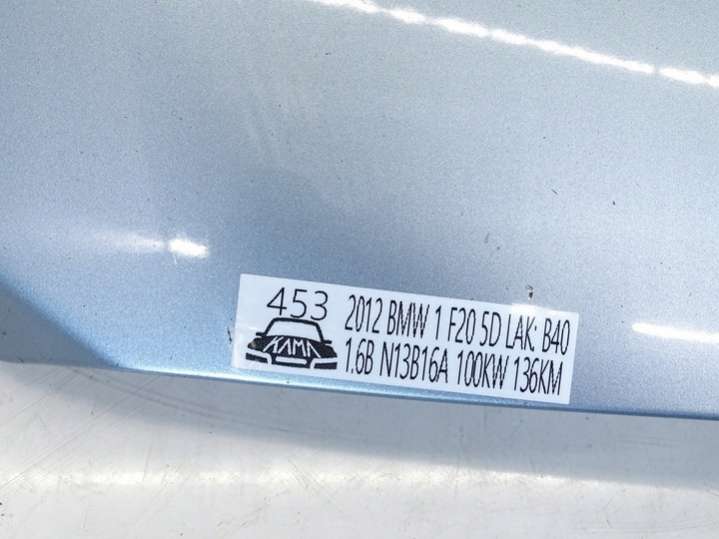 453
KAMA
2012 BMW 1 F20 5D LAK: B40
1.6B N13B16A 100KW 136KM